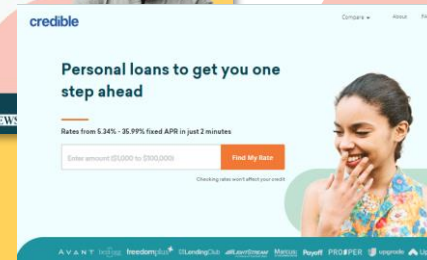 credible
Compare
About
Personal loans to get you one
step ahead
Rates from 5.34% - 35.99% fixed APR in just 2 minutes
Enter amount ($1,000 to $100,000)
Find My Rate
Checking rates won't affect your credit
AVANT freedomplus LendingClub LIGHTSTREAM Marcus: Payoff PROSPER upgrade Up